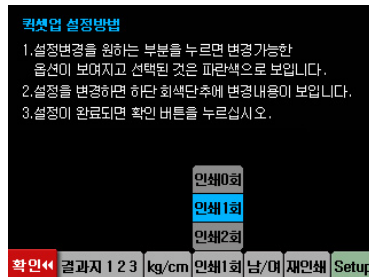 퀵셋업 설정방법
1.설정변경을 원하는 부분을 누르면 변경가능한
옵션이 보여지고 선택된 것은 파란색으로 보입니다.
2.설정을 변경하면 하단 회색단추에 변경내용이 보입니다.
3.설정이 완료되면 확인 버튼을 누르십시오.
인쇄0회
인쇄1회
인쇄2회
확인◀◀ 결과지 1 2 3 kg/cm 인쇄1회 남/여 재인쇄 Setup